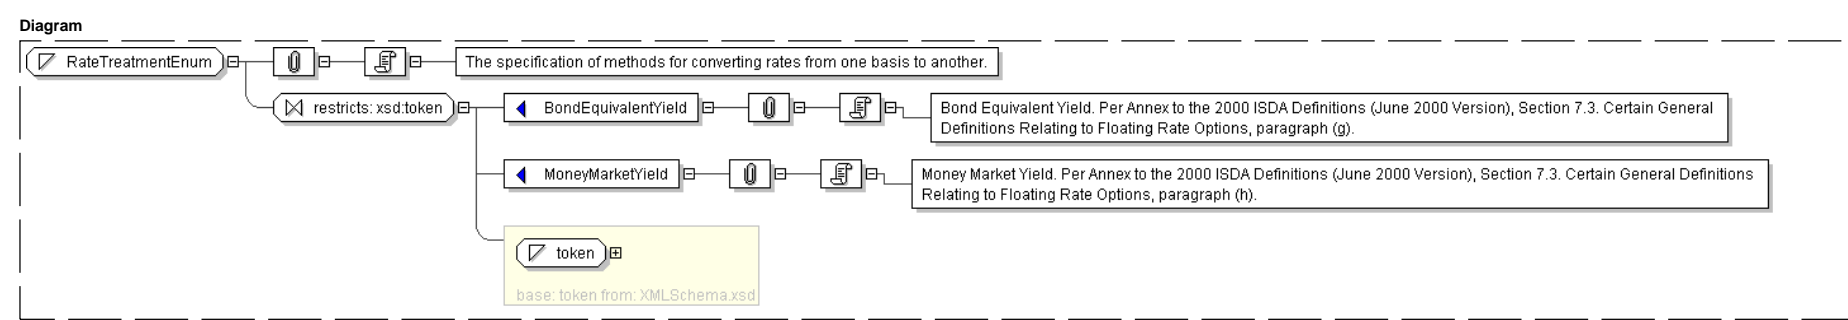 Diagram
RateTreatmentEnum
The specification of methods for converting rates from one basis to another.
restricts: xsd:token
BondEquivalentYield
Bond Equivalent Yield. Per Annex to the 2000 ISDA Definitions (June 2000 Version), Section 7.3. Certain General
Definitions Relating to Floating Rate Options, paragraph (g).
MoneyMarketYield
Money Market Yield. Per Annex to the 2000 ISDA Definitions (June 2000 Version), Section 7.3. Certain General Definitions
Relating to Floating Rate Options, paragraph (h).
token
base: token from: XMLSchema.xsd